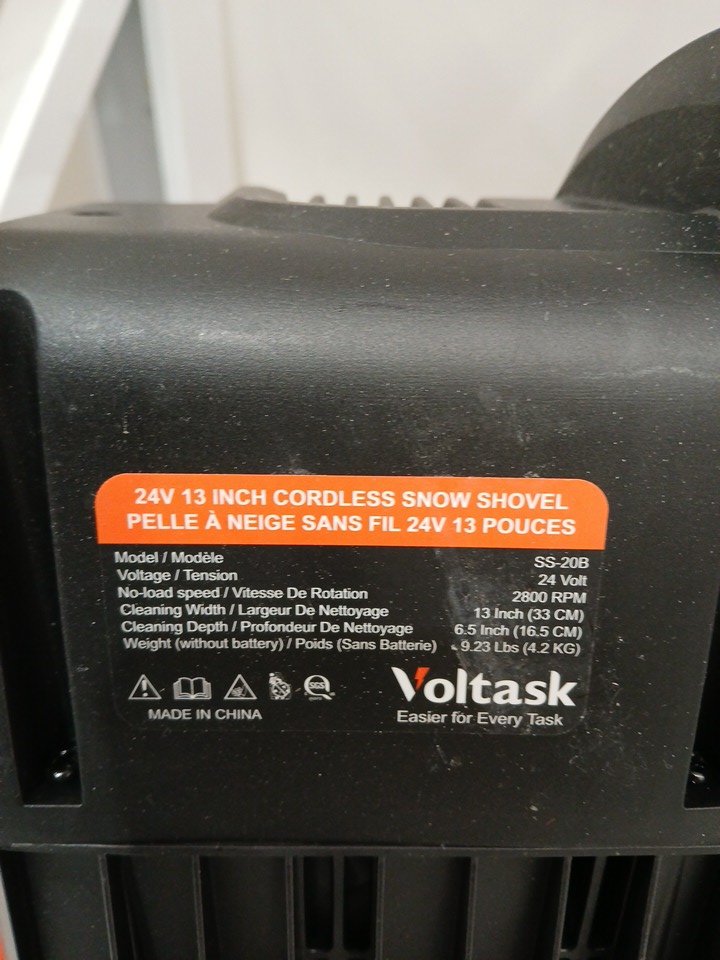 24V 13 INCH CORDLESS SNOW SHOVEL
PELLE À NEIGE SANS FIL 24V 13 POUCES
Model / Modèle SS-20B
Voltage / Tension 24 Volt
No-load speed / Vitesse De Rotation 2800 RPM
Cleaning Width / Largeur De Nettoyage 13 Inch (33 CM)
Cleaning Depth / Profondeur De Nettoyage 6.5 Inch (16.5 CM)
Weight (without battery) / Poids (Sans Batterie) 9.23 Lbs (4.2 KG)
SGS
Voltask
MADE IN CHINA
Easier for Every Task